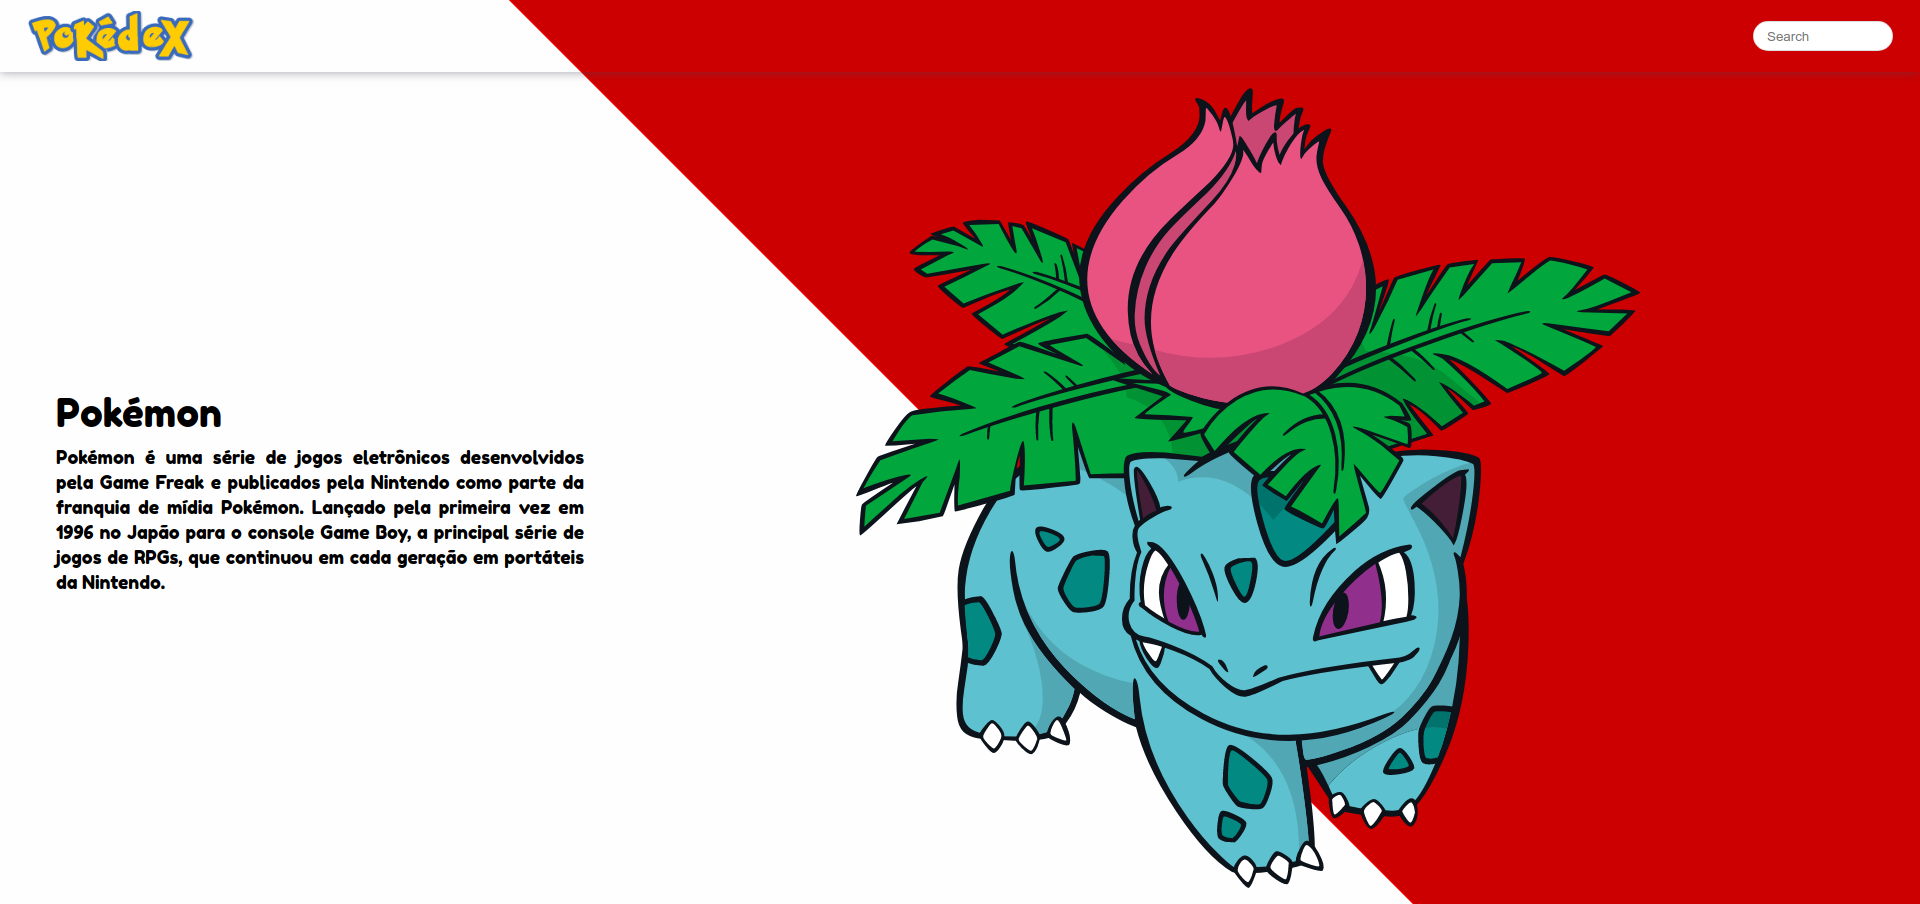 Pokédex
Search
Pokémon
Pokémon é uma série de jogos eletrônicos desenvolvidos
pela Game Freak e publicados pela Nintendo como parte da
franquia de mídia Pokémon. Lançado pela primeira vez em
1996 no Japão para o console Game Boy, a principal série de
jogos de RPGs, que continuou em cada geração em portáteis
da Nintendo.